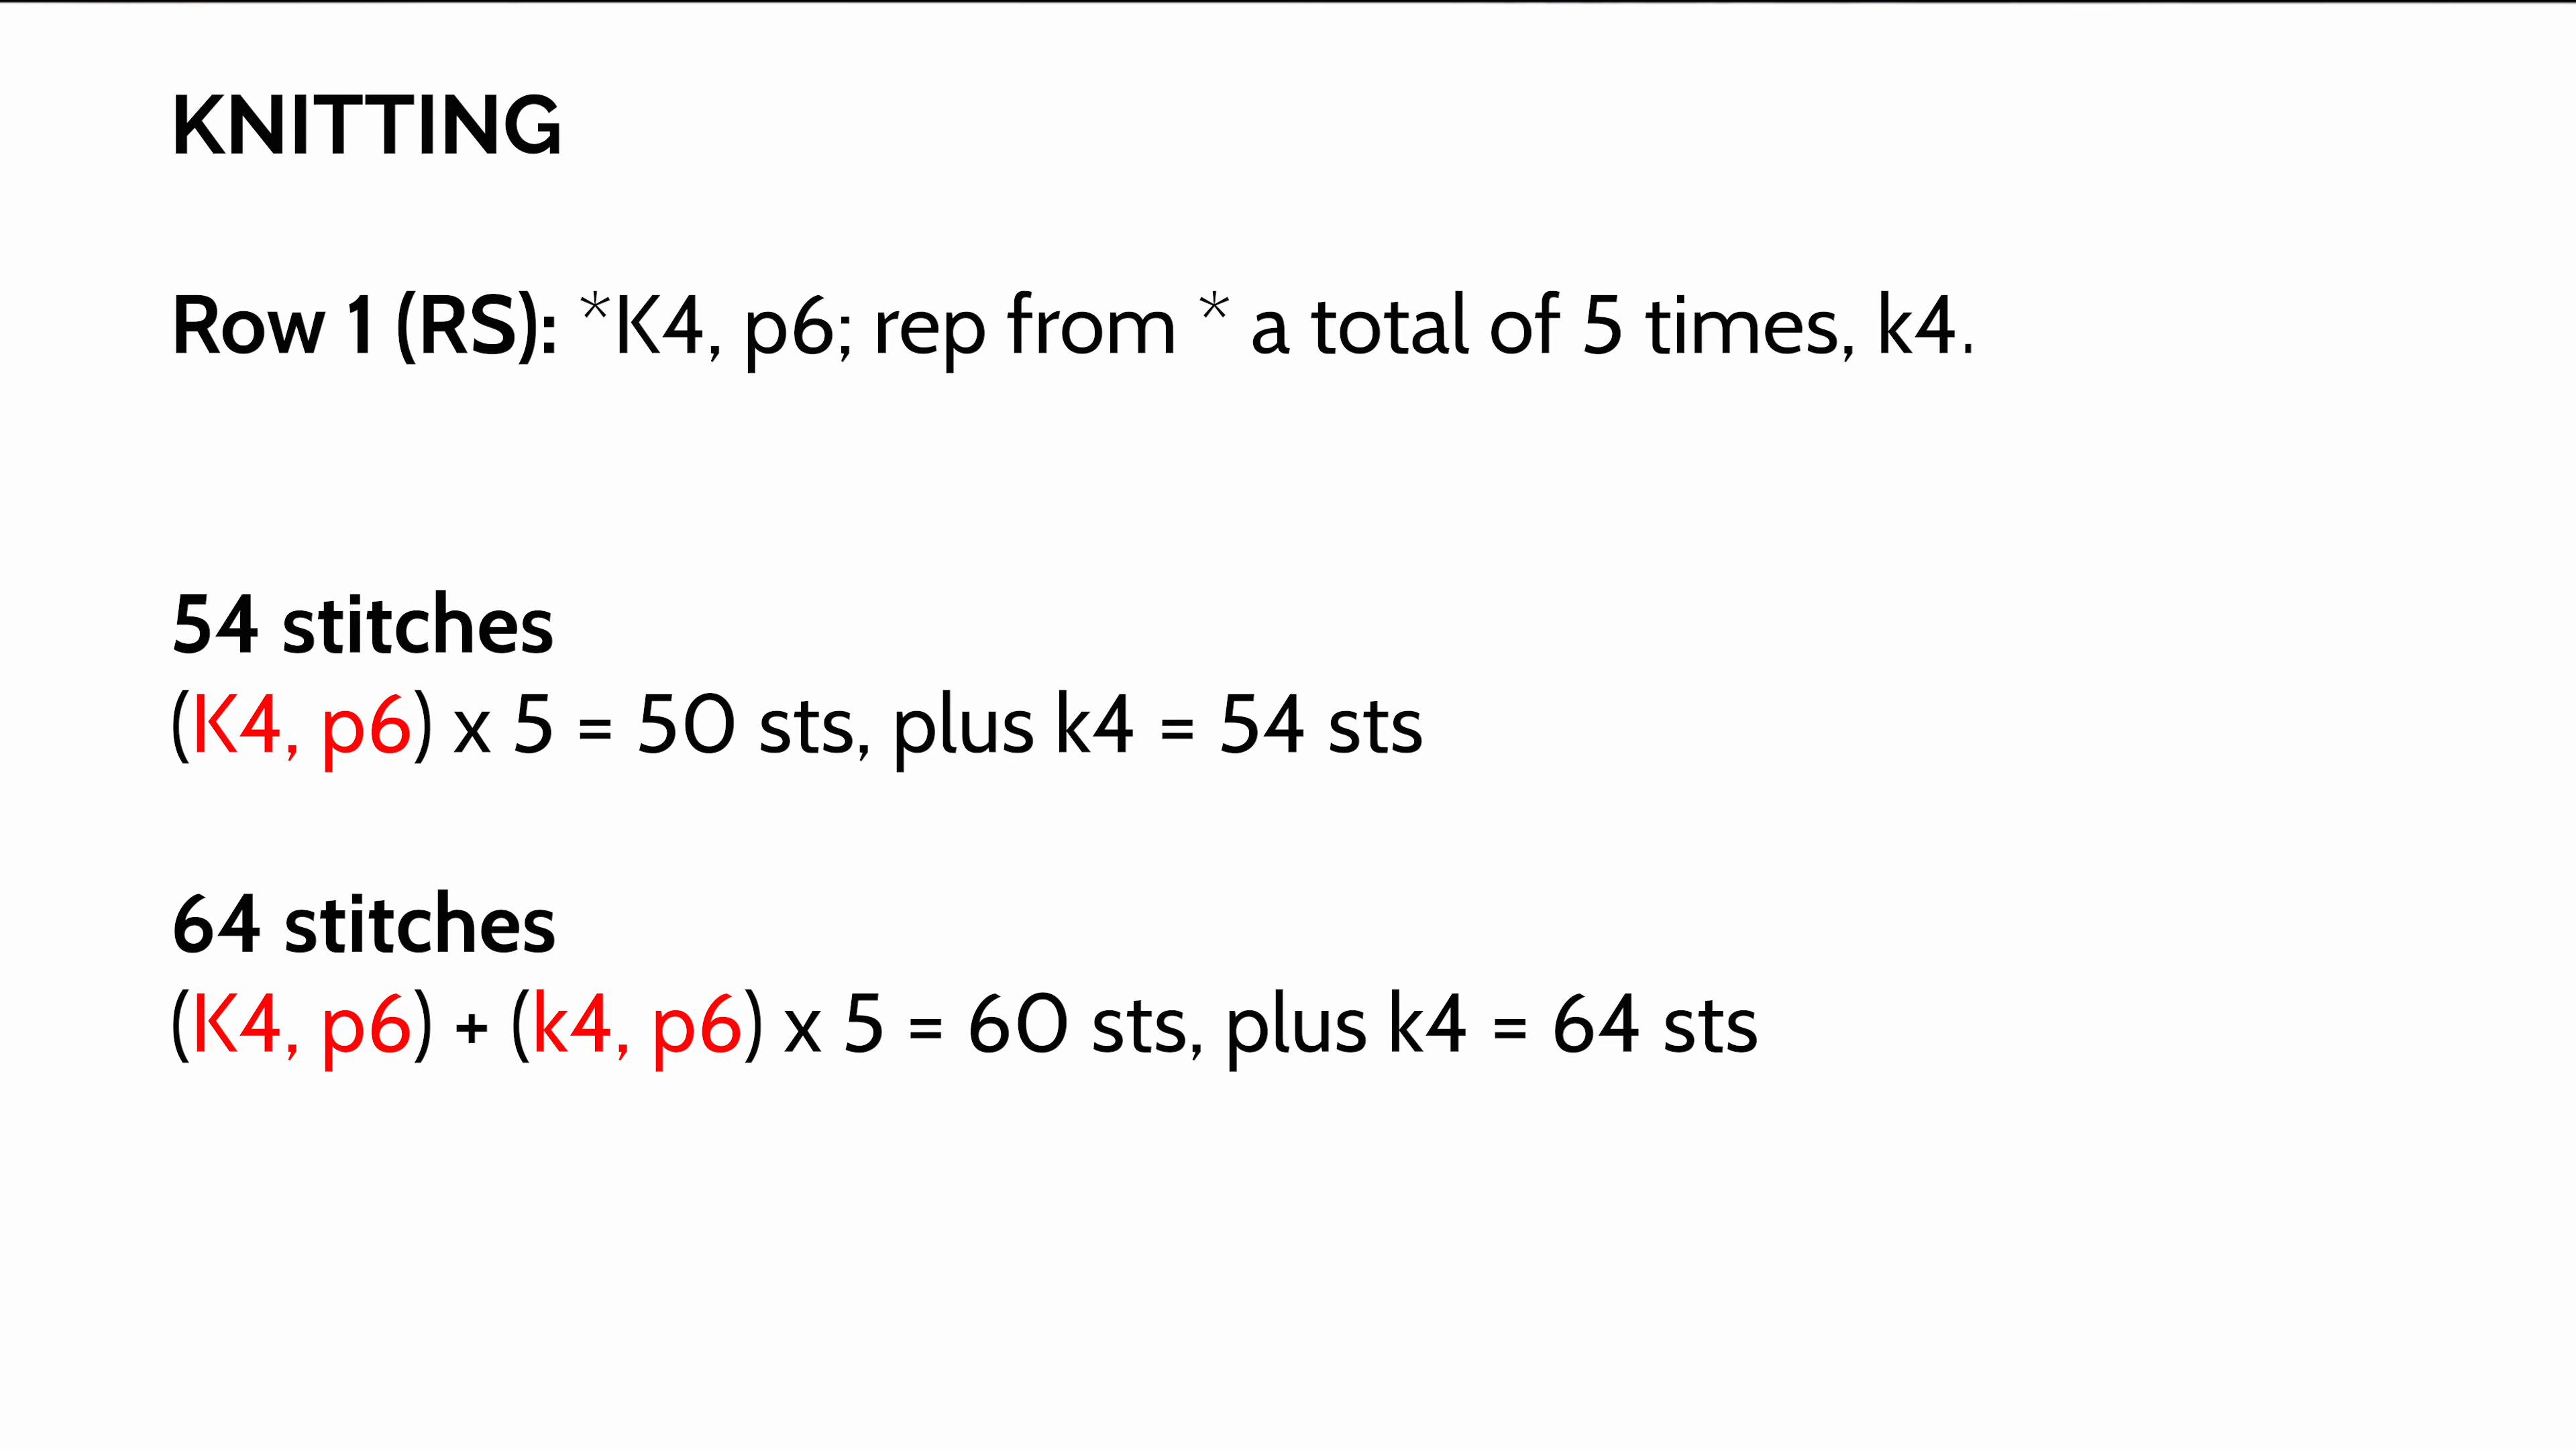 KNITTING
Row 1 (RS): *K4, p6; rep from * a total of 5 times, k4.
54 stitches
(K4, p6) x 5 = 50 sts, plus k4 = 54 sts
64 stitches
(K4, p6) + (k4, p6) x 5 = 60 sts, plus k4 = 64 sts